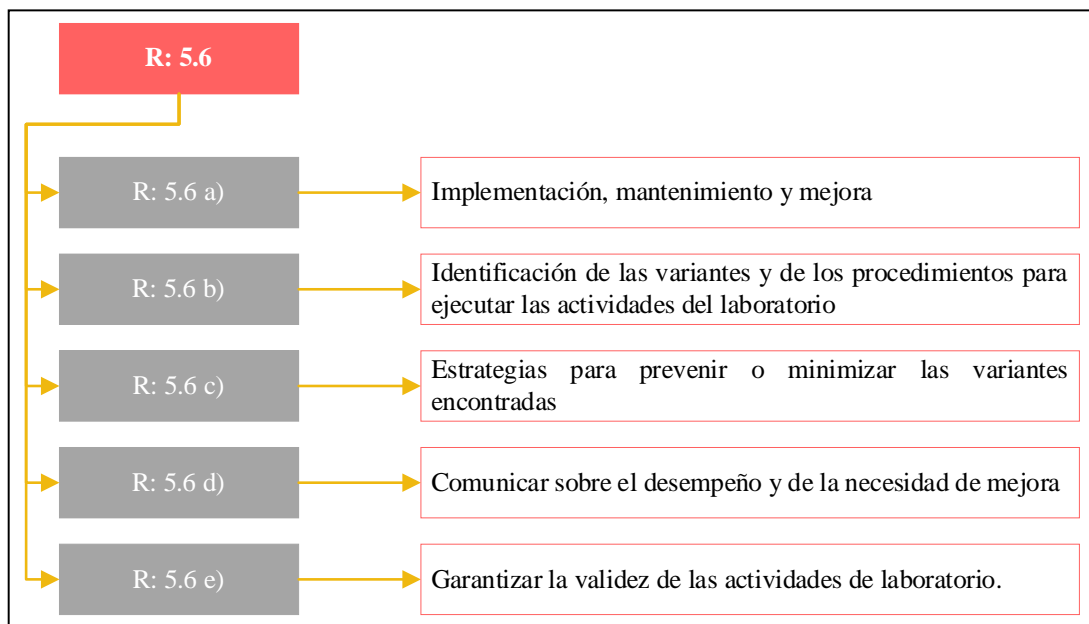 R: 5.6
R: 5.6 a)
Implementación, mantenimiento y mejora
R: 5.6 b)
Identificación de las variantes y de los procedimientos para
ejecutar las actividades del laboratorio
R: 5.6 c)
Estrategias para prevenir o minimizar las variantes
encontradas
R: 5.6 d)
Comunicar sobre el desempeño y de la necesidad de mejora
R: 5.6 e)
Garantizar la validez de las actividades de laboratorio.